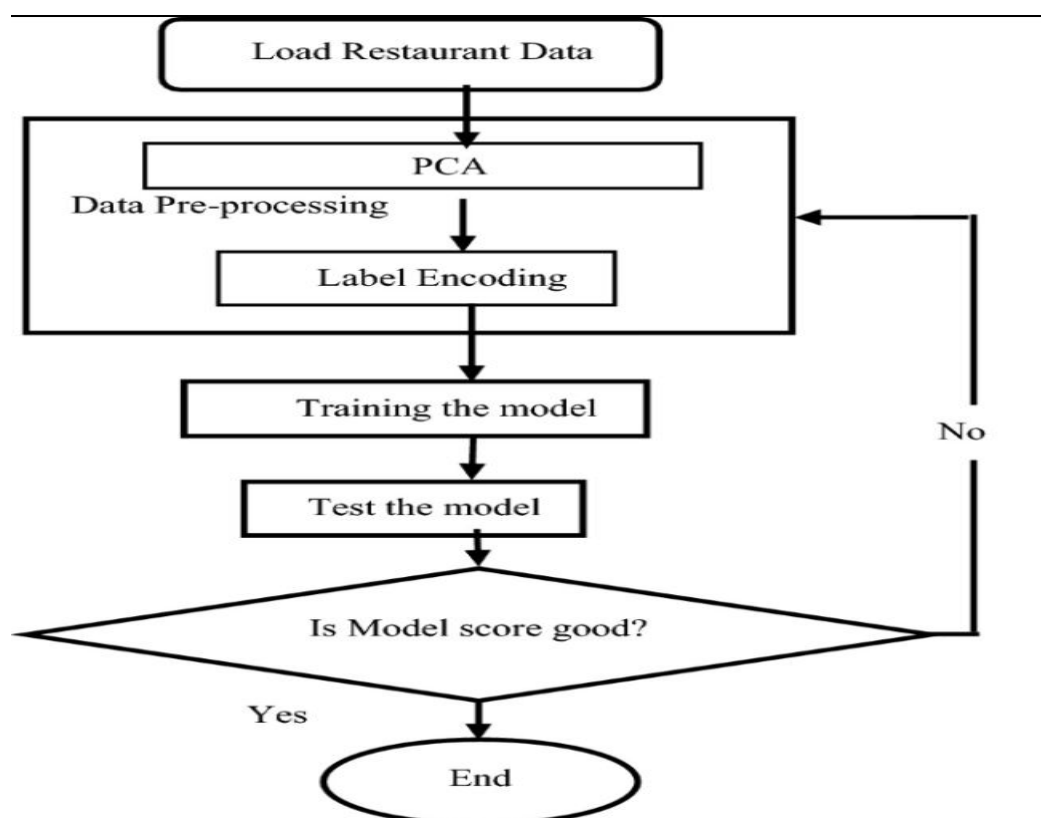 Load Restaurant Data
PCA
Data Pre-processing
Label Encoding
Training the model
Test the model
Is Model score good?
No
Yes
End